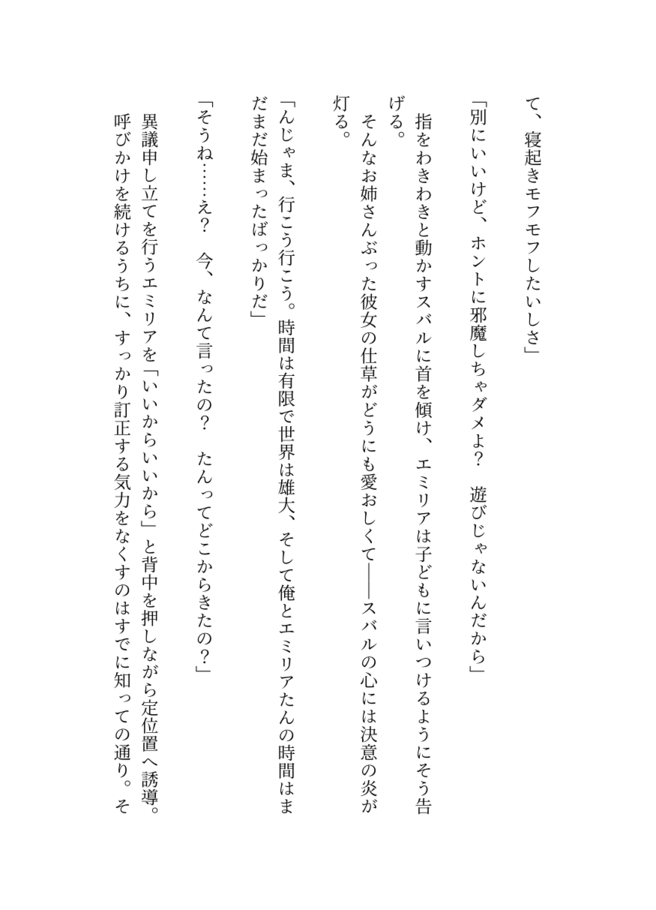 て、寝起きモフモフしたいしさ」
「別にいいけど、ホントに邪魔しちゃダメよ？　遊びじゃないんだから」
　指をわきわきと動かすスバルに首を傾け、エミリアは子どもに言いつけるようにそう告
げる。
　そんなお姉さんぶった彼女の仕草がどうにも愛おしくて――スバルの心には決意の炎が
灯る。
「んじゃま、行こう行こう。時間は有限で世界は雄大、そして俺とエミリアたんの時間はま
だまだ始まったばっかりだ」
「そうね……え？　今、なんて言ったの？　たんってどこからきたの？」
　異議申し立てを行うエミリアを「いいからいいから」と背中を押しながら定位置へ誘導。
　呼びかけを続けるうちに、すっかり訂正する気力をなくすのはすでに知っての通り。そ